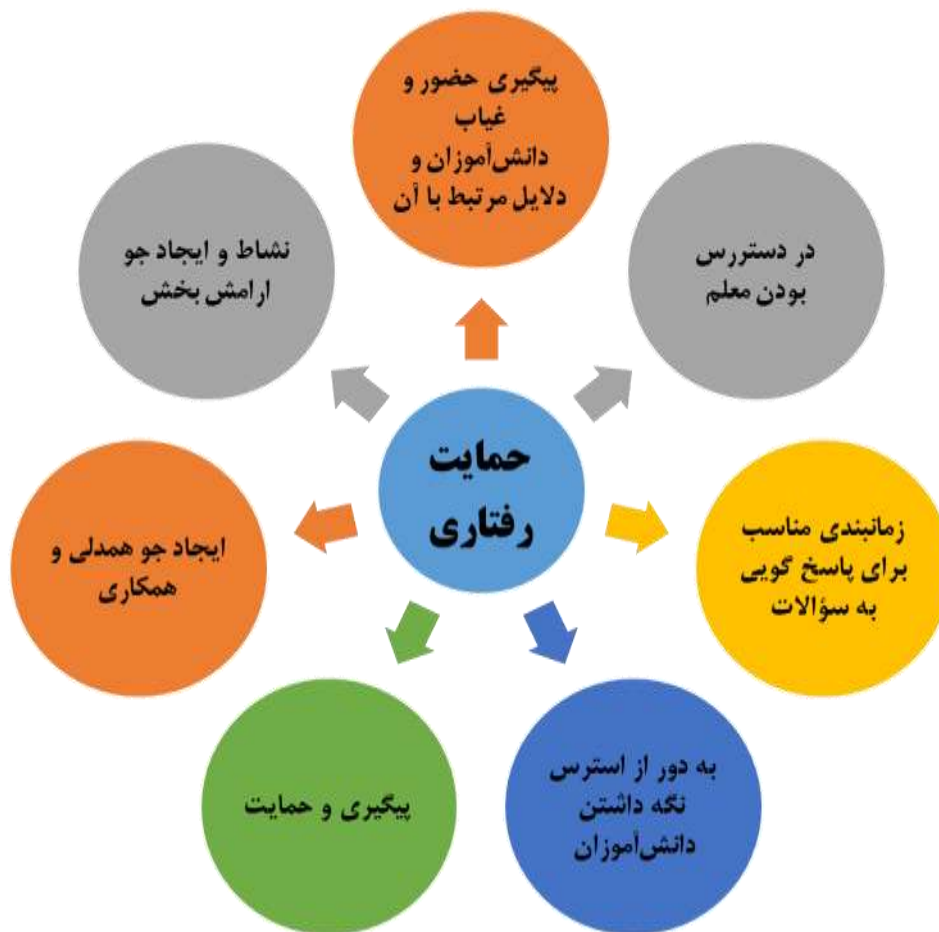 پیگیری حضور و
غیاب
دانش‌آموزان و
دلایل مرتبط با آن
در دستررس
بودن معلم
زمانبندی مناسب
برای پاسخ گویی
به سؤالات
به دور از استرس
نگه داشتن
دانش‌آموزان
پیگیری و حمایت
ایجاد جو همدلی و
همکاری
نشاط و ایجاد جو
ارامش بخش
حمایت
رفتاری